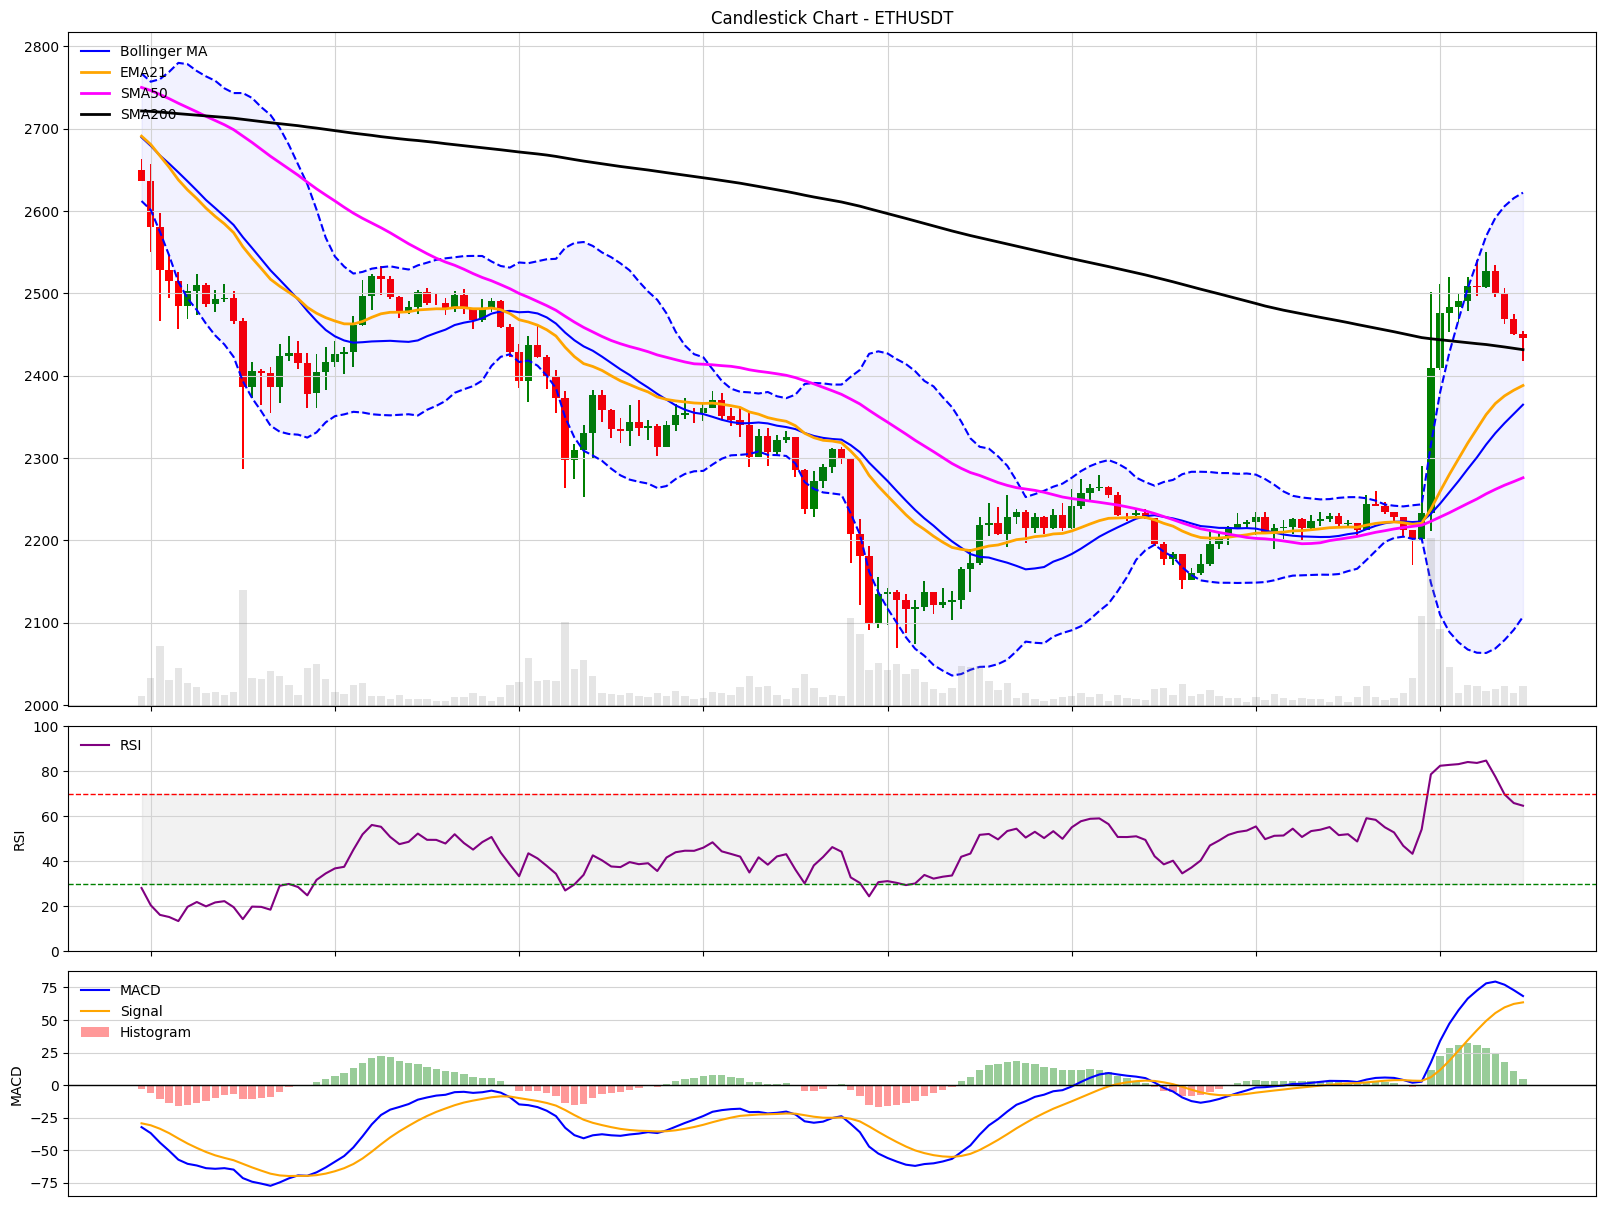 Candlestick Chart - ETHUSDT
Bollinger MA
EMA21
SMA50
SMA200
2800
2700
2600
2500
2400
2300
2200
2100
2000
RSI
RSI
100
80
60
40
20
0
MACD
Signal
Histogram
MACD
75
50
25
0
−25
−50
−75